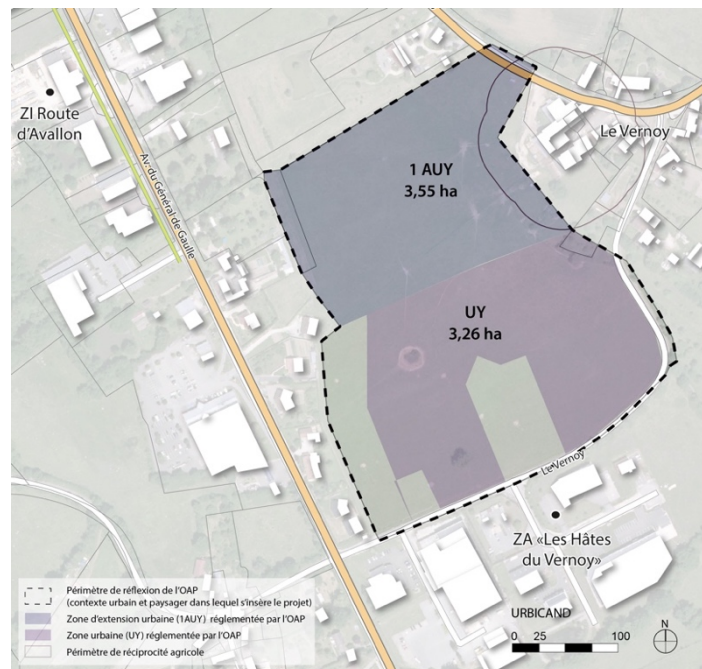 ZI Route
d'Avallon
Av. du Général de Gaulle
Le Vernoy
1 AUY
3,55 ha
UY
3,26 ha
Le Vernoy
ZA «Les Hâtes
du Vernoy»
Périmètre de réflexion de l'OAP
(contexte urbain et paysager dans lequel s'insère le projet)
Zone d'extension urbaine (1AUY) réglementée par l'OAP
Zone urbaine (UY) réglementée par l'OAP
Périmètre de réciprocité agricole
URBICAND
0 25 100
N